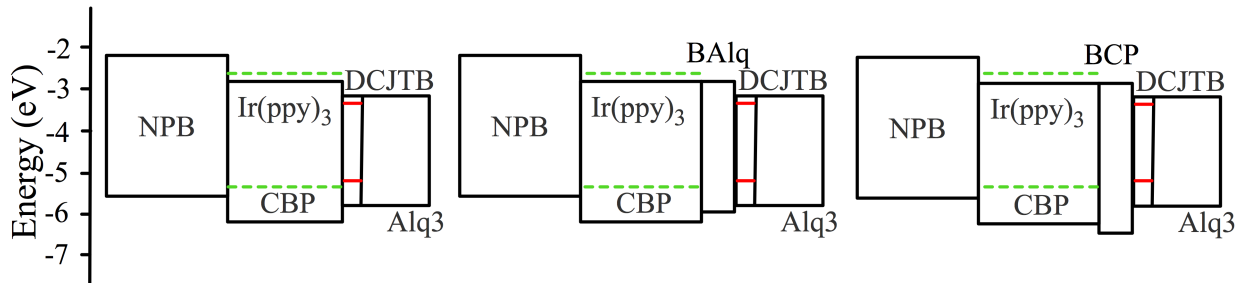 Energy (eV)
-2
-3
-4
-5
-6
-7
NPB
Ir(ppy)3
CBP
DCJTB
Alq3
NPB
Ir(ppy)3
CBP
BAlq
DCJTB
Alq3
NPB
Ir(ppy)3
CBP
BCP
DCJTB
Alq3